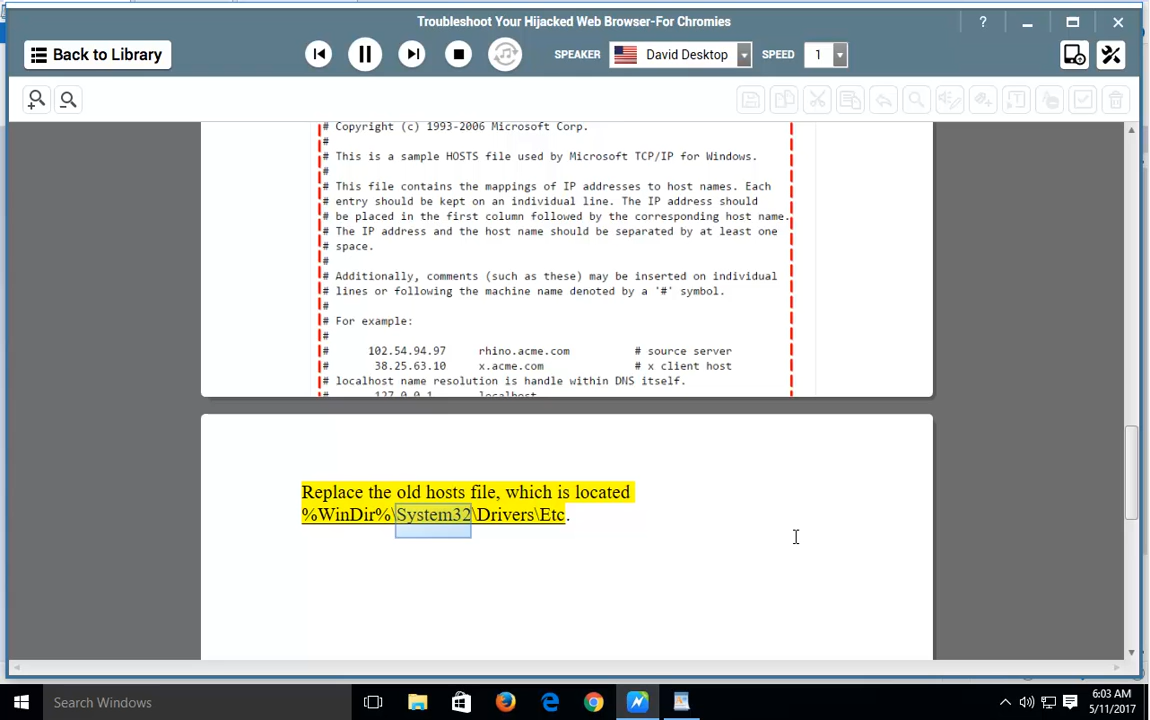 Troubleshoot Your Hijacked Web Browser-For Chromies
?
Back to Library
SPEAKER David Desktop SPEED 1
# Copyright (c) 1993-2006 Microsoft Corp.
#
# This is a sample HOSTS file used by Microsoft TCP/IP for Windows.
#
# This file contains the mappings of IP addresses to host names. Each
# entry should be kept on an individual line. The IP address should
# be placed in the first column followed by the corresponding host name.
# The IP address and the host name should be separated by at least one
# space.
#
# Additionally, comments (such as these) may be inserted on individual
# lines or following the machine name denoted by a '#' symbol.
#
# For example:
#
# 102.54.94.97 rhino.acme.com # source server
# 38.25.63.10 x.acme.com # x client host
# localhost name resolution is handle within DNS itself.
# 127.0.0.1 localhost
Replace the old hosts file, which is located
%WinDir%\System32\Drivers\Etc.
Search Windows
6:03 AM
5/11/2017